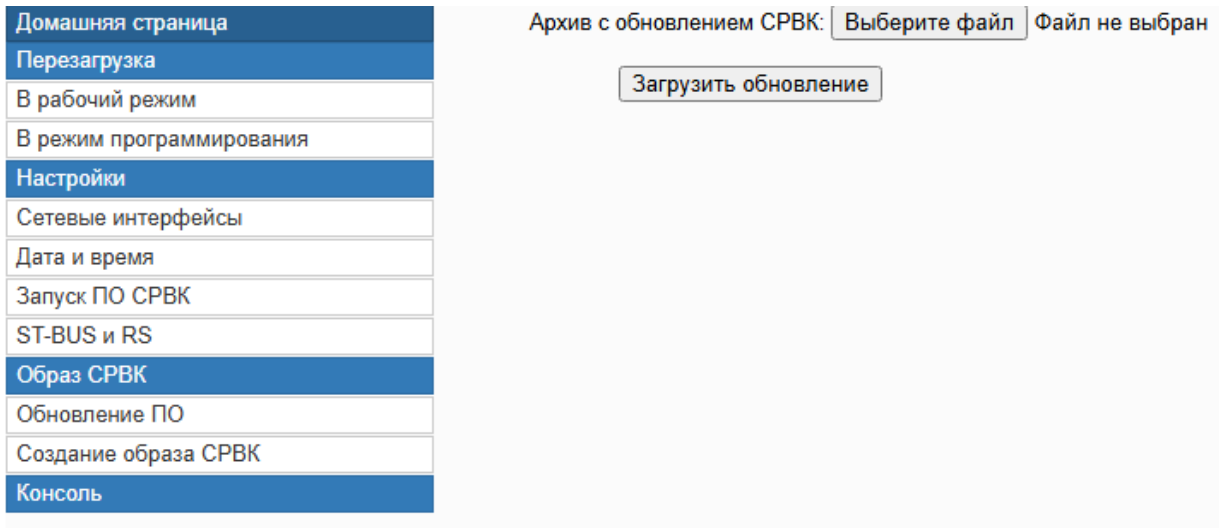 Домашняя страница
Перезагрузка
В рабочий режим
В режим программирования
Настройки
Сетевые интерфейсы
Дата и время
Запуск ПО СРВК
ST-BUS и RS
Образ СРВК
Обновление ПО
Создание образа СРВК
Консоль
Архив с обновлением СРВК: Выберите файл Файл не выбран
Загрузить обновление